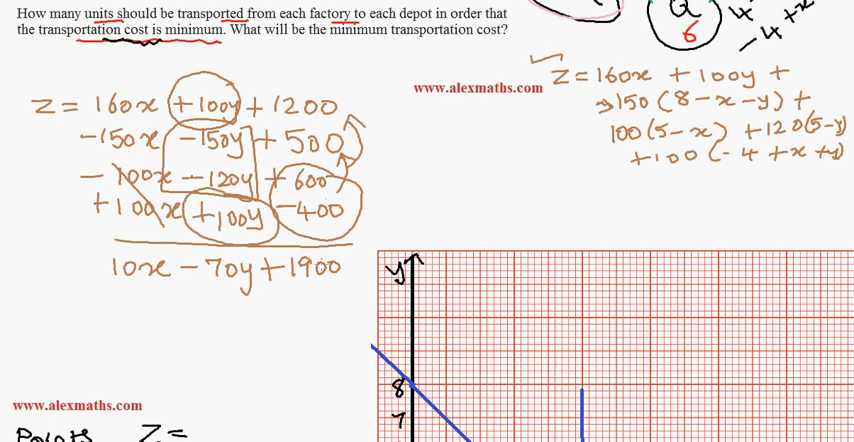 How many units should be transported from each factory to each depot in order that
the transportation cost is minimum. What will be the minimum transportation cost?
Q
6
4
-4+x
www.alexmaths.com
Z=160x+100y+
150(8-x-y)+
100(5-x)+120(5-y)
+100(-4+x+y)
Z=160x+100y+1200
-150x-150y+500
-100x-120y+600
+100x+100y-400
10x-70y+1900
y
8
7
www.alexmaths.com
Points Z=